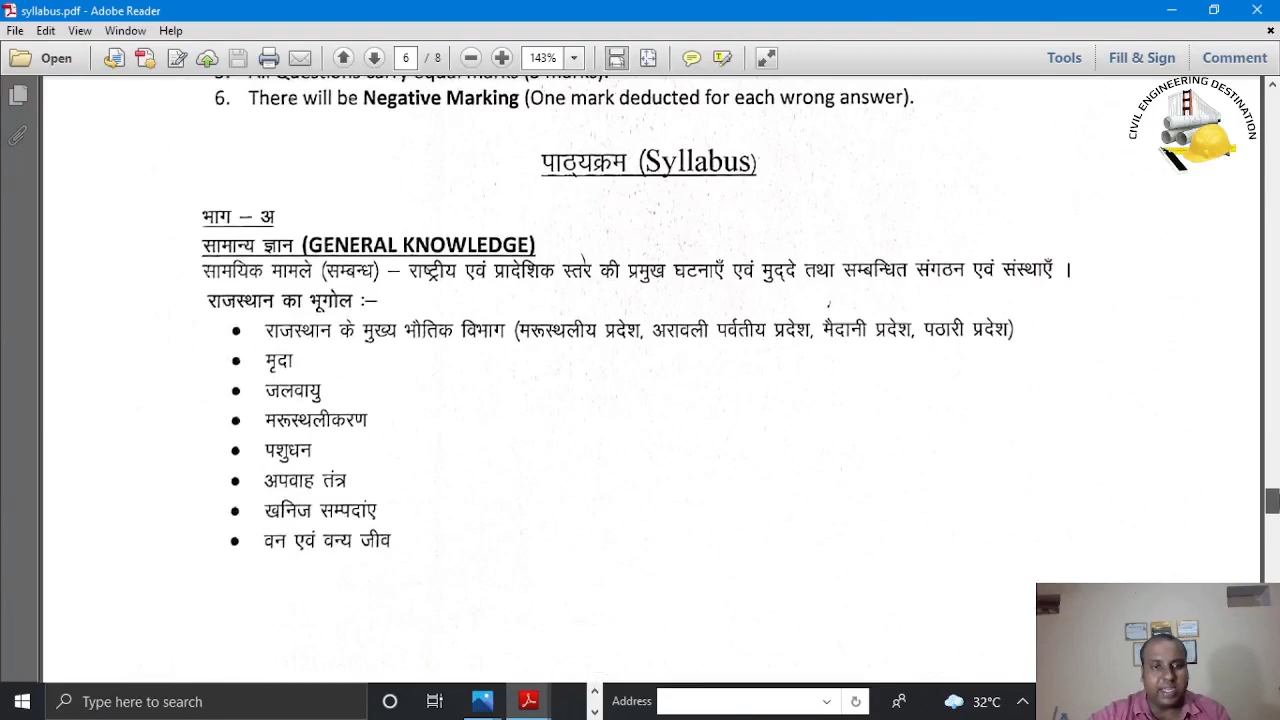 syllabus.pdf - Adobe Reader
File Edit View Window Help
Open 6 / 8 143% Tools Fill & Sign Comment
6. There will be Negative Marking (One mark deducted for each wrong answer).
CIVIL ENGINEERING DESTINATION
पाठ्यक्रम (Syllabus)
भाग – अ
सामान्य ज्ञान (GENERAL KNOWLEDGE)
सामयिक मामले (सम्बन्ध) – राष्ट्रीय एवं प्रादेशिक स्तर की प्रमुख घटनाएँ एवं मुद्दे तथा सम्बन्धित संगठन एवं संस्थाएँ ।
राजस्थान का भूगोल :–
• राजस्थान के मुख्य भौतिक विभाग (मरूस्थलीय प्रदेश, अरावली पर्वतीय प्रदेश, मैदानी प्रदेश, पठारी प्रदेश)
• मृदा
• जलवायु
• मरूस्थलीकरण
• पशुधन
• अपवाह तंत्र
• खनिज सम्पदांए
• वन एवं वन्य जीव
Type here to search Address 32°C